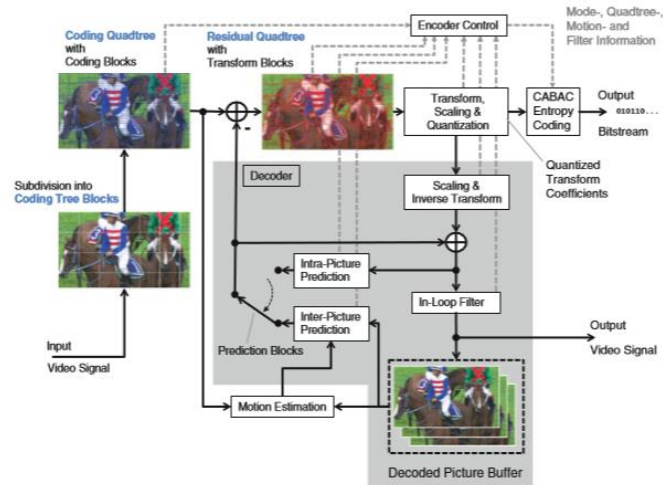 Coding Quadtree
with
Coding Blocks
Residual Quadtree
with
Transform Blocks
Encoder Control
Mode-, Quadtree-,
Motion- and
Filter Information
Transform,
Scaling &
Quantization
CABAC
Entropy
Coding
Output
010110...
Bitstream
Subdivision into
Coding Tree Blocks
-
Decoder
Scaling &
Inverse Transform
Quantized
Transform
Coefficients
Intra-Picture
Prediction
In-Loop Filter
Inter-Picture
Prediction
Prediction Blocks
Input
Video Signal
Output
Video Signal
Motion Estimation
Decoded Picture Buffer